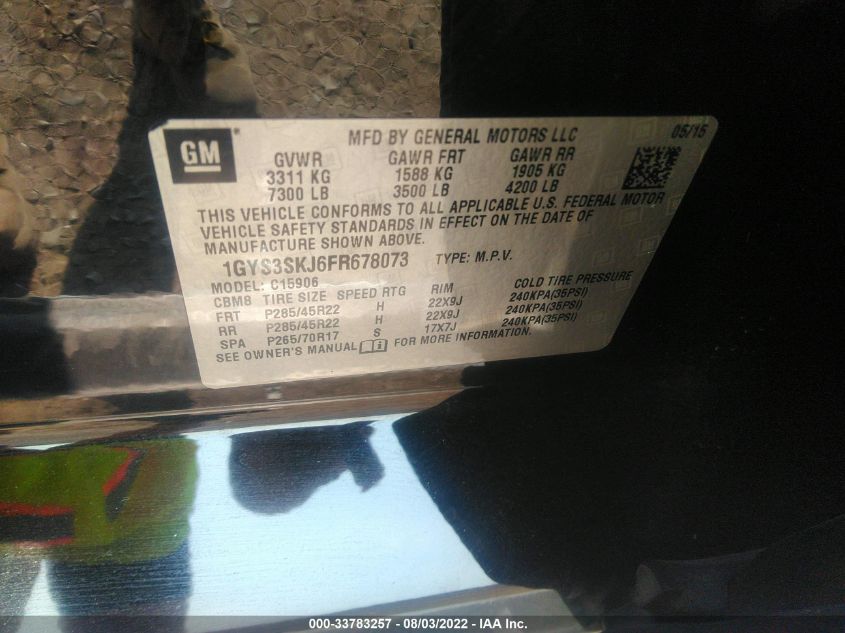 GM
MFD BY GENERAL MOTORS LLC 05/15
GVWR GAWR FRT GAWR RR
3311 KG 1588 KG 1905 KG
7300 LB 3500 LB 4200 LB
THIS VEHICLE CONFORMS TO ALL APPLICABLE U.S. FEDERAL MOTOR
VEHICLE SAFETY STANDARDS IN EFFECT ON THE DATE OF
MANUFACTURE SHOWN ABOVE.
1GYS3SKJ6FR678073 TYPE: M.P.V.
MODEL: C15906
CBM8 TIRE SIZE SPEED RTG RIM COLD TIRE PRESSURE
FRT P285/45R22 H 22X9J 240KPA(35PSI)
RR P285/45R22 H 22X9J 240KPA(35PSI)
SPA P265/70R17 S 17X7J 240KPA(35PSI)
SEE OWNER'S MANUAL FOR MORE INFORMATION.
000-33783257 - 08/03/2022 - IAA Inc.